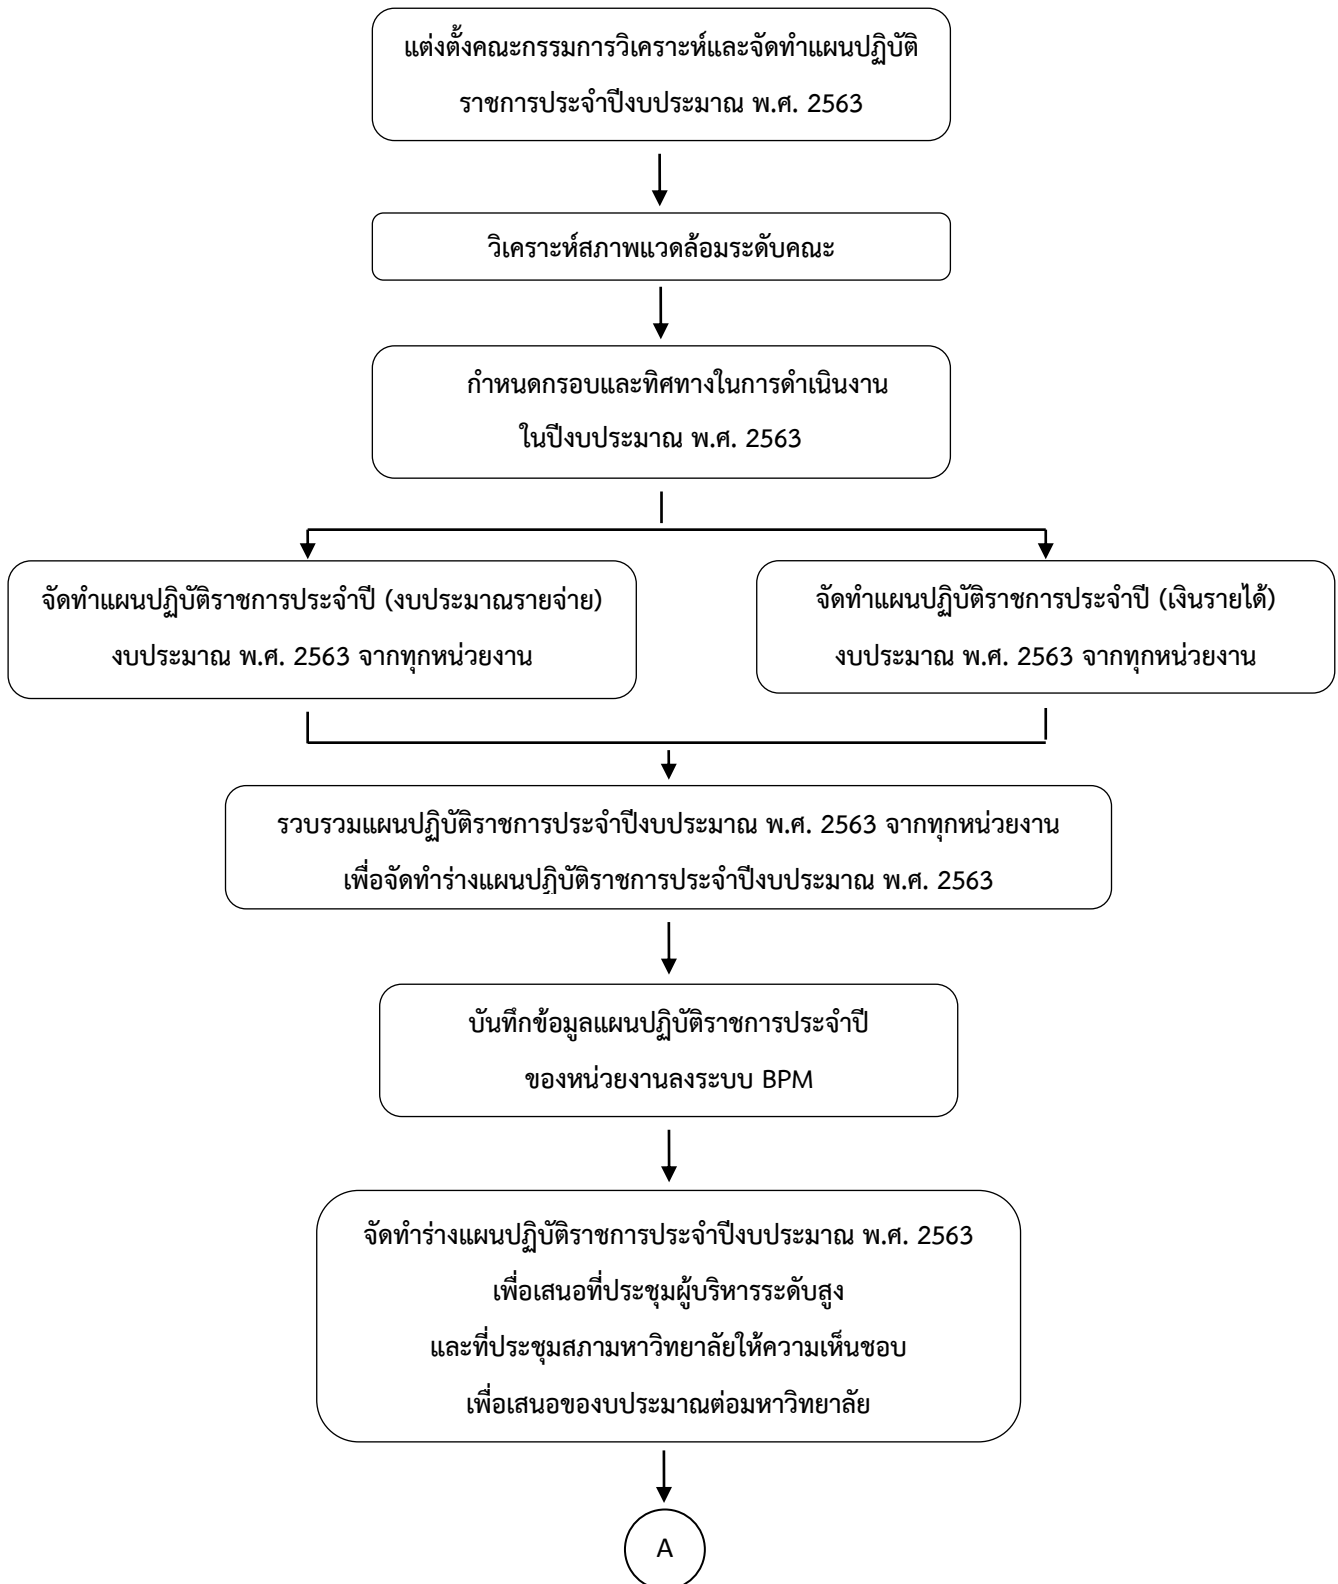 แต่งตั้งคณะกรรมการวิเคราะห์และจัดทำแผนปฏิบัติ
ราชการประจำปีงบประมาณ พ.ศ. 2563
วิเคราะห์สภาพแวดล้อมระดับคณะ
กำหนดกรอบและทิศทางในการดำเนินงาน
ในปีงบประมาณ พ.ศ. 2563
จัดทำแผนปฏิบัติราชการประจำปี (งบประมาณรายจ่าย)
งบประมาณ พ.ศ. 2563 จากทุกหน่วยงาน
จัดทำแผนปฏิบัติราชการประจำปี (เงินรายได้)
งบประมาณ พ.ศ. 2563 จากทุกหน่วยงาน
รวบรวมแผนปฏิบัติราชการประจำปีงบประมาณ พ.ศ. 2563 จากทุกหน่วยงาน
เพื่อจัดทำร่างแผนปฏิบัติราชการประจำปีงบประมาณ พ.ศ. 2563
บันทึกข้อมูลแผนปฏิบัติราชการประจำปี
ของหน่วยงานลงระบบ BPM
จัดทำร่างแผนปฏิบัติราชการประจำปีงบประมาณ พ.ศ. 2563
เพื่อเสนอที่ประชุมผู้บริหารระดับสูง
และที่ประชุมสภามหาวิทยาลัยให้ความเห็นชอบ
เพื่อเสนอของบประมาณต่อมหาวิทยาลัย
A